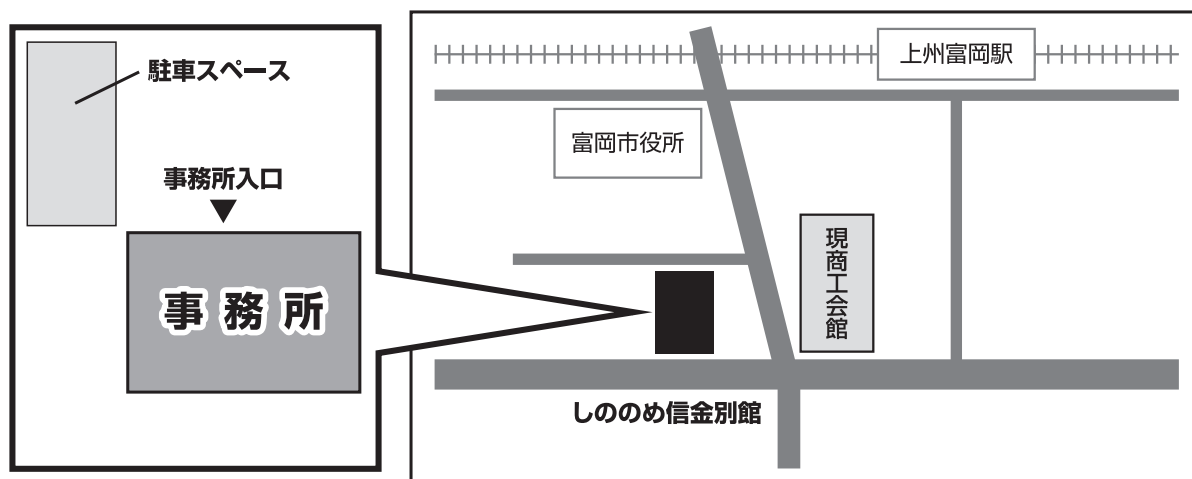 駐車スペース
事務所入口
事務所
上州富岡駅
富岡市役所
現商工会館
しののめ信金別館